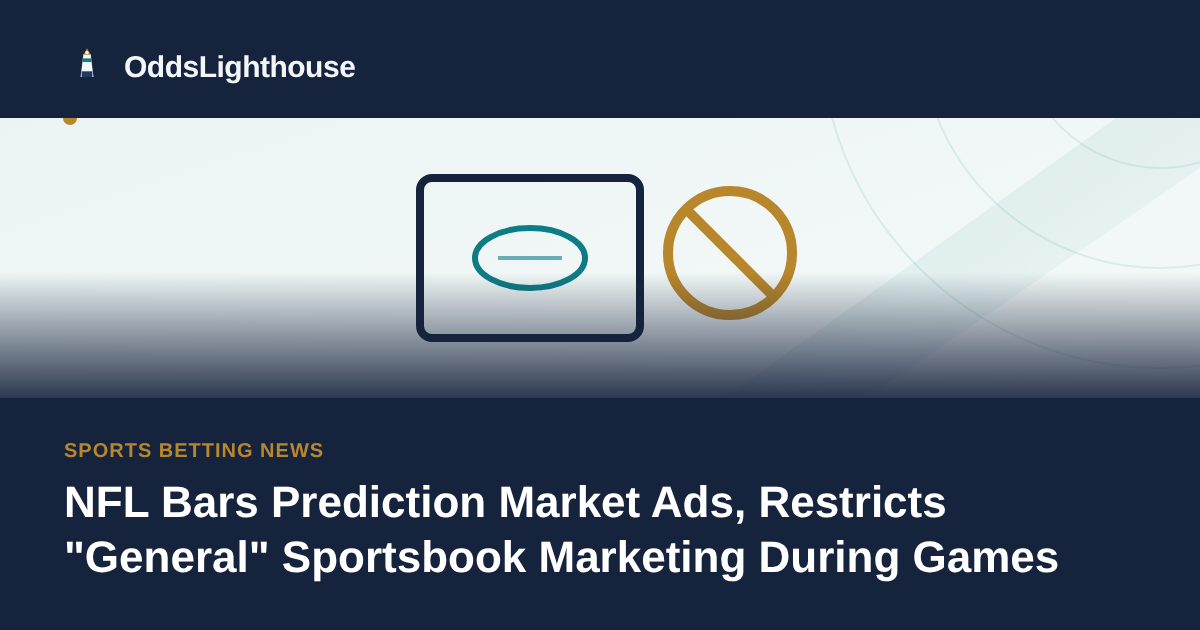 OddsLighthouse
SPORTS BETTING NEWS
NFL Bars Prediction Market Ads, Restricts
"General" Sportsbook Marketing During Games